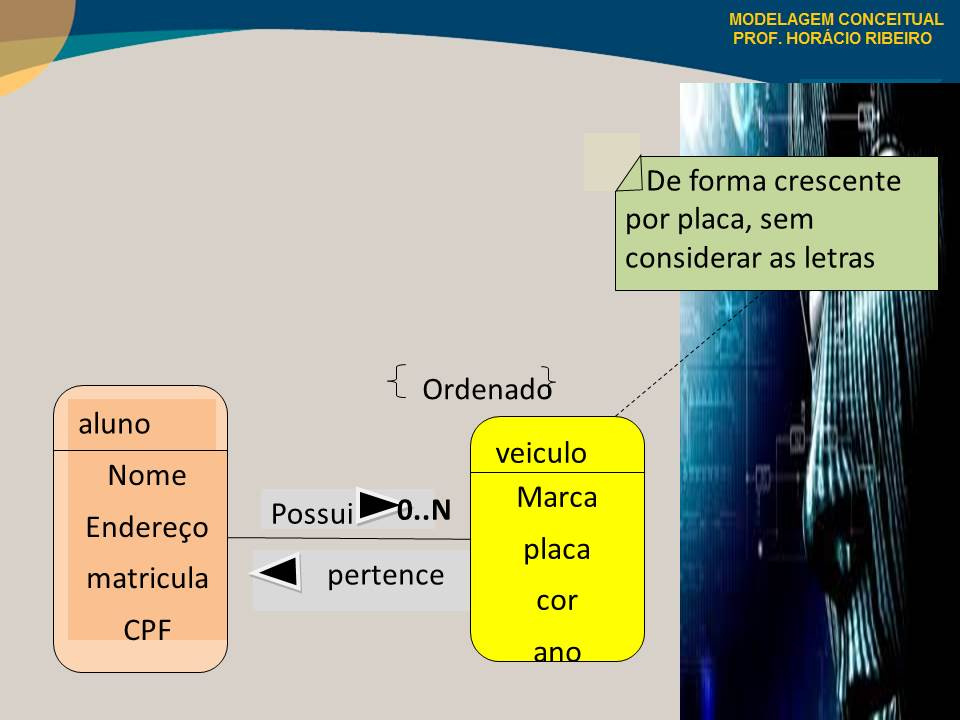 MODELAGEM CONCEITUAL
PROF. HORÁCIO RIBEIRO
De forma crescente
por placa, sem
considerar as letras
{ Ordenado }
aluno
Nome
Endereço
matricula
CPF
Possui
0..N
pertence
veiculo
Marca
placa
cor
ano